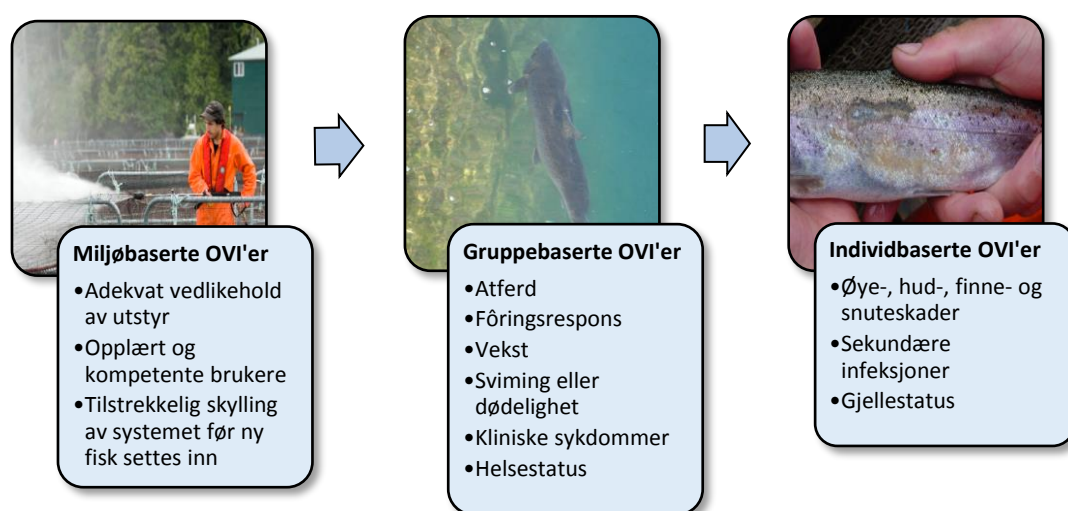 Miljøbaserte OVI'er
•Adekvat vedlikehold
av utstyr
•Opplært og
kompetente brukere
•Tilstrekkelig skylling
av systemet før ny
fisk settes inn
Gruppebaserte OVI'er
•Atferd
•Fôringsrespons
•Vekst
•Sviming eller
dødelighet
•Kliniske sykdommer
•Helsestatus
Individbaserte OVI'er
•Øye-, hud-, finne- og
snuteskader
•Sekundære
infeksjoner
•Gjellestatus